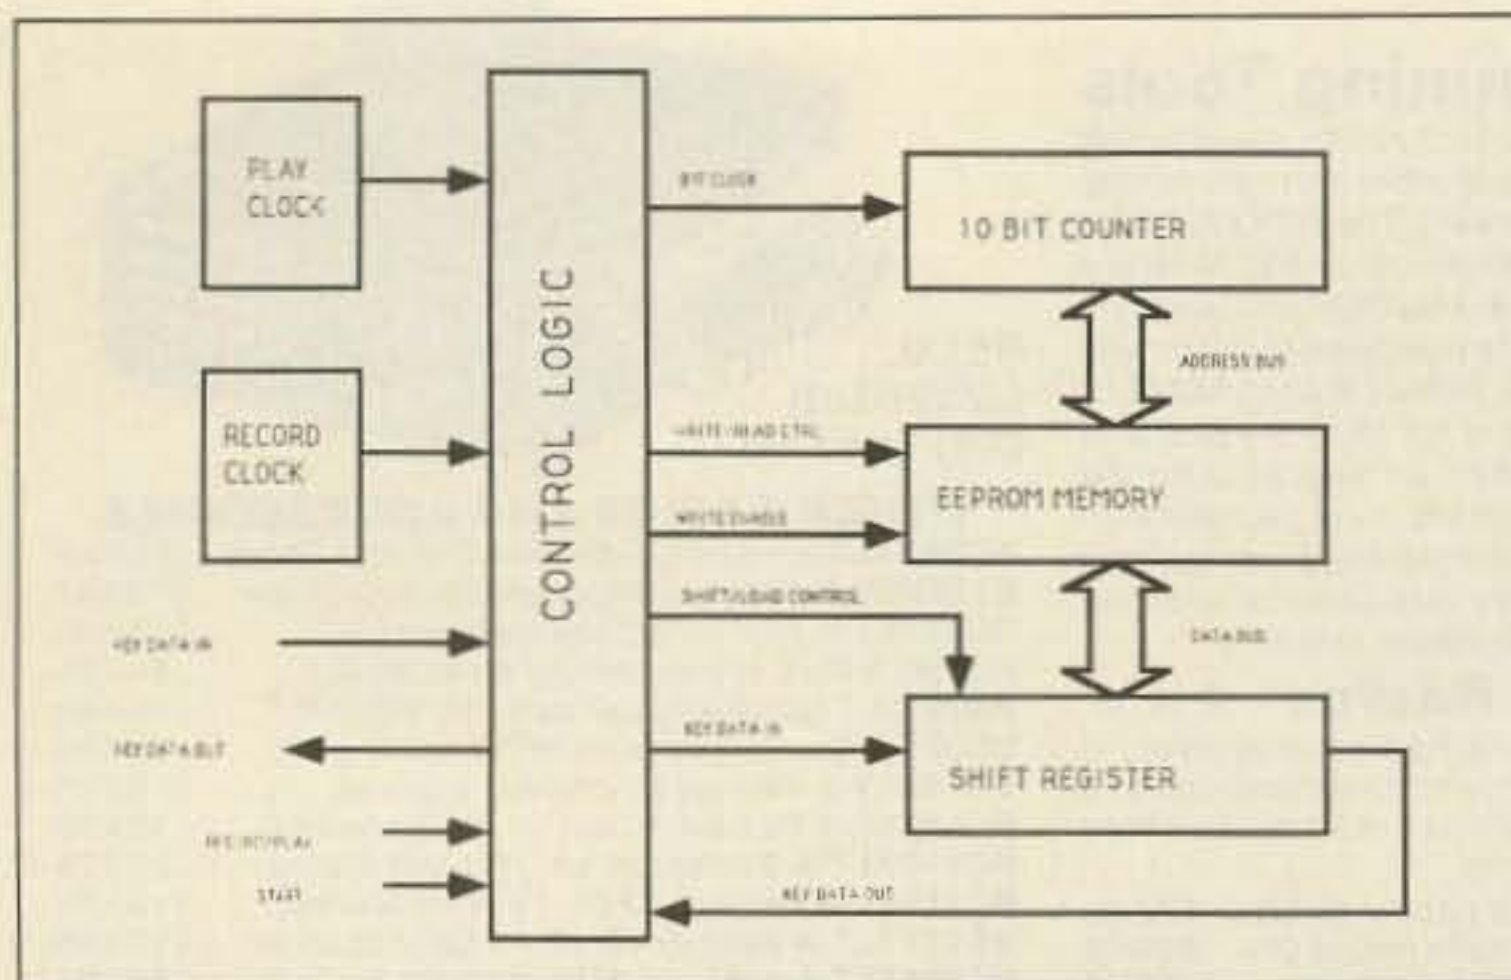 PLAY
CLOCK
RECORD
CLOCK
CONTROL LOGIC
BIT CLOCK
10 BIT COUNTER
ADDRESS BUS
EEPROM MEMORY
WRITE
SHIFT/LOAD CONTROL
DATA BUS
KEY DATA IN
KEY DATA IN
KEY DATA OUT
SHIFT REGISTER
START
KEY DATA OUT